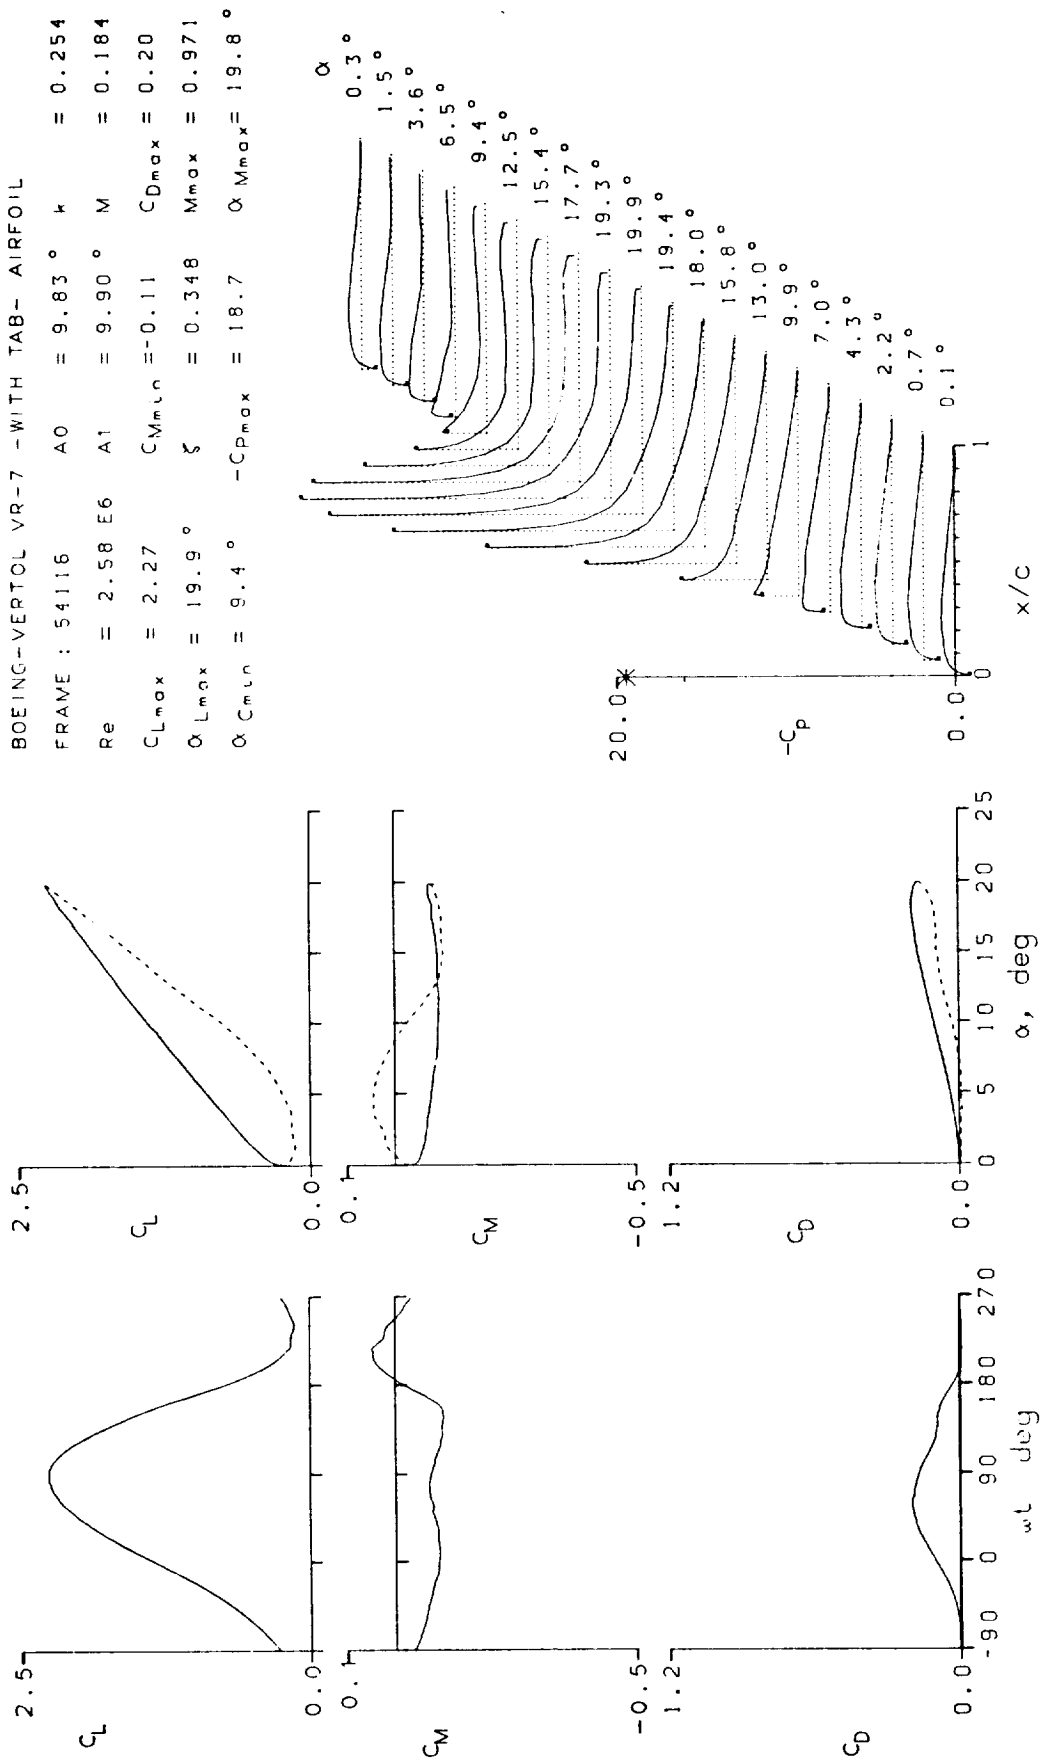 BOEING-VERTOL VR-7 -WITH TAB- AIRFOIL
FRAME : 54116 A0 = 9.83° k = 0.254
Re = 2.58 E6 A1 = 9.90° M = 0.184
CLmax = 2.27 CMmin =-0.11 CDmax = 0.20
αLmax = 19.9° ζ = 0.348 Mmax = 0.971
αCmin = 9.4° -CPmax = 18.7 αMmax= 19.8°
2.5
CL
0.0
0.1
CM
-0.5
1.2
CD
0.0
-90 0 90 180 270
ωt deg
2.5
CL
0.0
0.1
CM
-0.5
1.2
CD
0.0
0 5 10 15 20 25
α, deg
20.0
-Cp
0.0
0 1
x/c
α
0.3°
1.5°
3.6°
6.5°
9.4°
12.5°
15.4°
17.7°
19.3°
19.9°
19.4°
18.0°
15.8°
13.0°
9.9°
7.0°
4.3°
2.2°
0.7°
0.1°